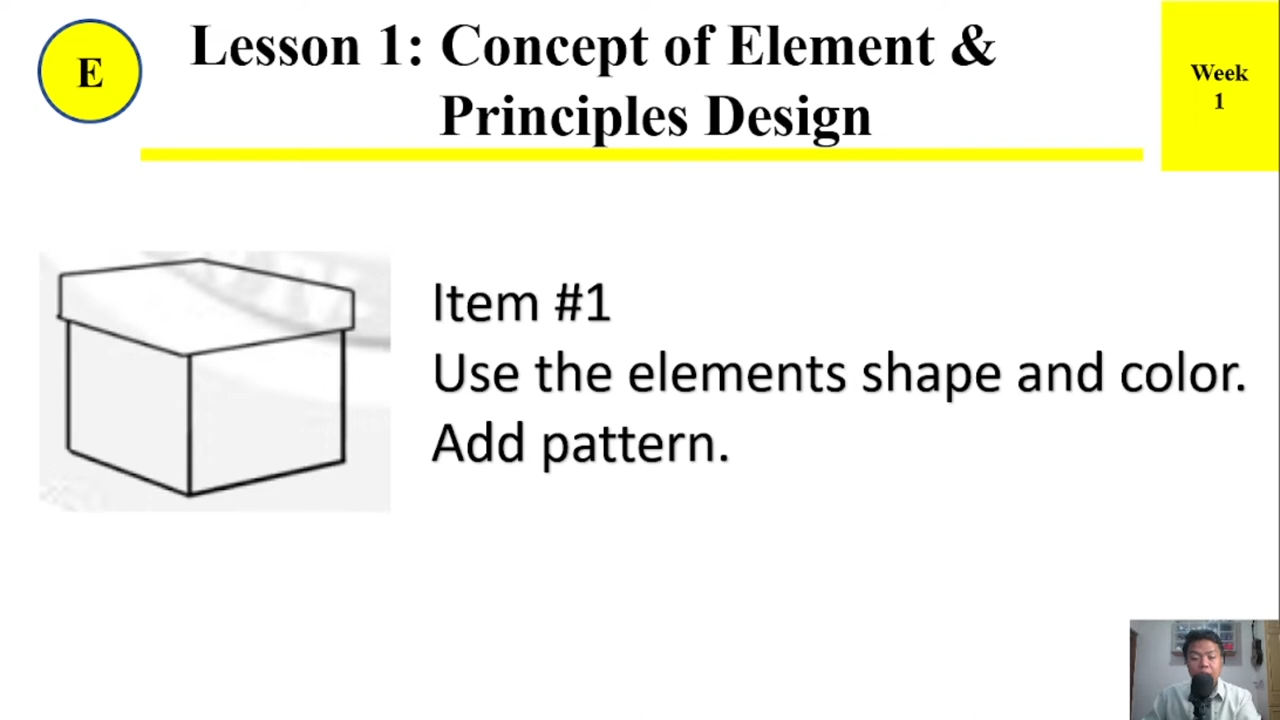 E
Lesson 1: Concept of Element &
Principles Design
Week
1
Item #1
Use the elements shape and color.
Add pattern.